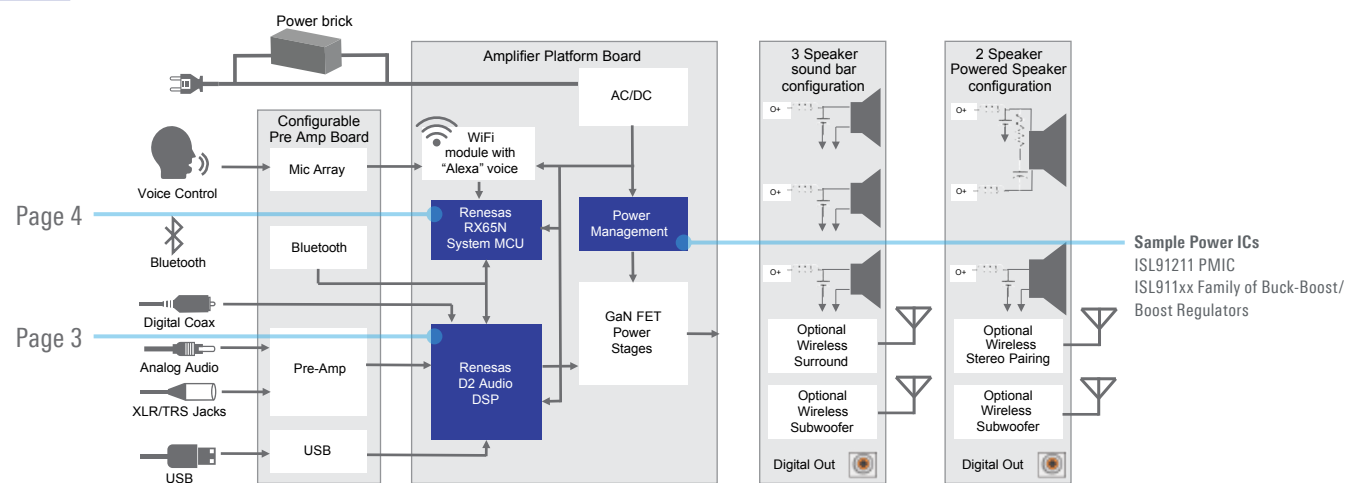 Power brick
Amplifier Platform Board
AC/DC
Configurable
Pre Amp Board
WiFi
module with
“Alexa” voice
Mic Array
Voice Control
Page 4
Renesas
RX65N
System MCU
Power
Management
Bluetooth
Bluetooth
Digital Coax
Page 3
Analog Audio
XLR/TRS Jacks
Pre-Amp
Renesas
D2 Audio
DSP
GaN FET
Power
Stages
USB
USB
3 Speaker
sound bar
configuration
O+
O+
O+
Optional
Wireless
Surround
Optional
Wireless
Subwoofer
Digital Out
2 Speaker
Powered Speaker
configuration
O+
O+
O+
Optional
Wireless
Stereo Pairing
Optional
Wireless
Subwoofer
Digital Out
Sample Power ICs
ISL91211 PMIC
ISL911xx Family of Buck-Boost/
Boost Regulators